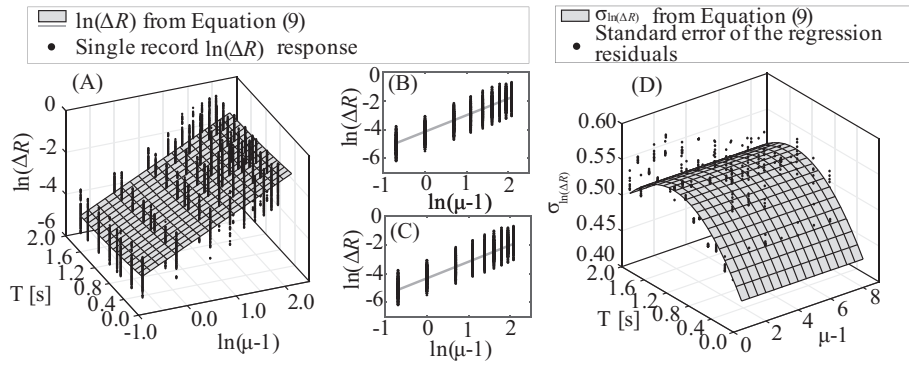 ln(ΔR) from Equation (9)
Single record ln(ΔR) response
σln(ΔR) from Equation (9)
Standard error of the regression
residuals
(A)
0
-2
-4
-6
ln(ΔR)
2.0
1.6
1.2
0.8
0.4
T [s]
-1.0
0.0
1.0
2.0
ln(μ-1)
(B)
0
-2
-4
-6
ln(ΔR)
-1
0
1
2
ln(μ-1)
(C)
0
-2
-4
-6
ln(ΔR)
-1
0
1
2
ln(μ-1)
(D)
0.60
0.55
0.50
0.45
0.40
σln(ΔR)
2.0
1.6
1.2
0.8
0.4
0.0
T [s]
0
2
4
6
8
μ-1